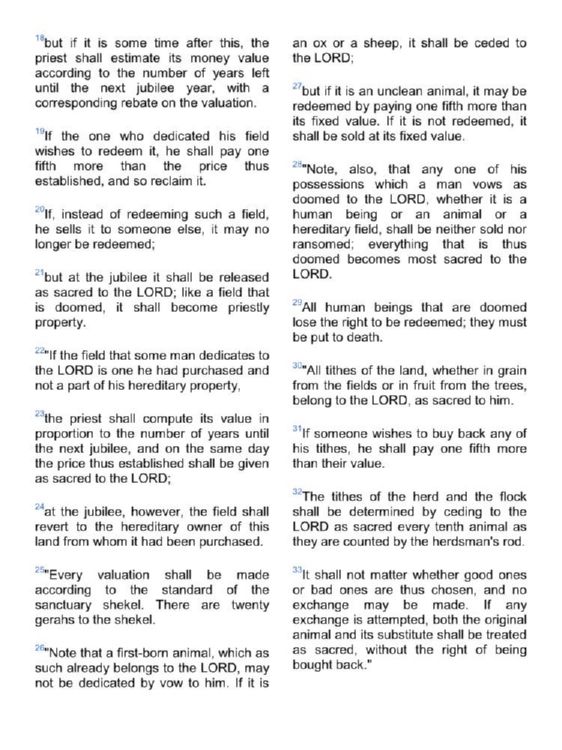 18but if it is some time after this, the
priest shall estimate its money value
according to the number of years left
until the next jubilee year, with a
corresponding rebate on the valuation.
19If the one who dedicated his field
wishes to redeem it, he shall pay one
fifth more than the price thus
established, and so reclaim it.
20If, instead of redeeming such a field,
he sells it to someone else, it may no
longer be redeemed;
21but at the jubilee it shall be released
as sacred to the LORD; like a field that
is doomed, it shall become priestly
property.
22"If the field that some man dedicates to
the LORD is one he had purchased and
not a part of his hereditary property,
23the priest shall compute its value in
proportion to the number of years until
the next jubilee, and on the same day
the price thus established shall be given
as sacred to the LORD;
24at the jubilee, however, the field shall
revert to the hereditary owner of this
land from whom it had been purchased.
25"Every valuation shall be made
according to the standard of the
sanctuary shekel. There are twenty
gerahs to the shekel.
26"Note that a first-born animal, which as
such already belongs to the LORD, may
not be dedicated by vow to him. If it is
an ox or a sheep, it shall be ceded to
the LORD;
27but if it is an unclean animal, it may be
redeemed by paying one fifth more than
its fixed value. If it is not redeemed, it
shall be sold at its fixed value.
28"Note, also, that any one of his
possessions which a man vows as
doomed to the LORD, whether it is a
human being or an animal or a
hereditary field, shall be neither sold nor
ransomed; everything that is thus
doomed becomes most sacred to the
LORD.
29All human beings that are doomed
lose the right to be redeemed; they must
be put to death.
30"All tithes of the land, whether in grain
from the fields or in fruit from the trees,
belong to the LORD, as sacred to him.
31If someone wishes to buy back any of
his tithes, he shall pay one fifth more
than their value.
32The tithes of the herd and the flock
shall be determined by ceding to the
LORD as sacred every tenth animal as
they are counted by the herdsman's rod.
33It shall not matter whether good ones
or bad ones are thus chosen, and no
exchange may be made. If any
exchange is attempted, both the original
animal and its substitute shall be treated
as sacred, without the right of being
bought back."